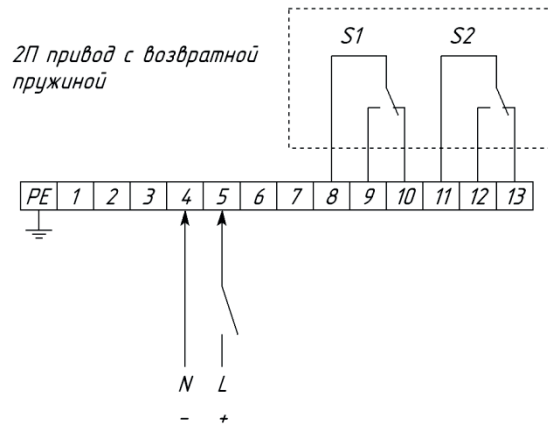 2П привод с возвратной
пружиной
S1 S2
PE 1 2 3 4 5 6 7 8 9 10 11 12 13
N L
- +